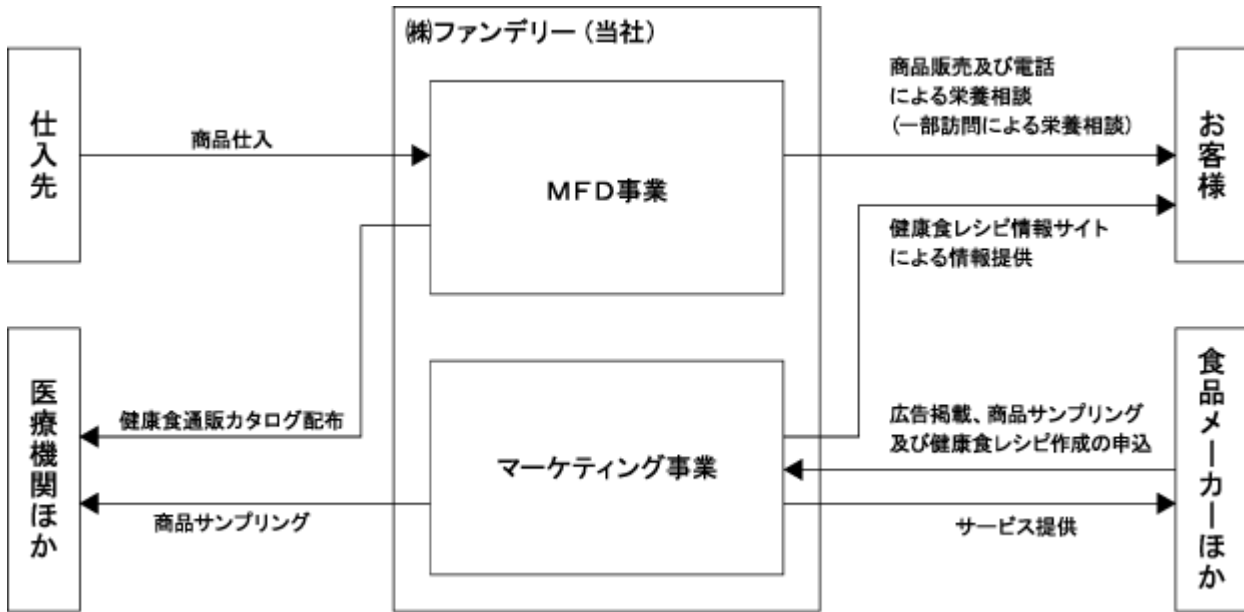 ㈱ファンデリー（当社）
仕入先
商品仕入
MFD事業
商品販売及び電話
による栄養相談
(一部訪問による栄養相談)
お客様
健康食レシピ情報サイト
による情報提供
医療機関ほか
健康食通販カタログ配布
商品サンプリング
マーケティング事業
広告掲載、商品サンプリング
及び健康食レシピ作成の申込
サービス提供
食品メーカーほか